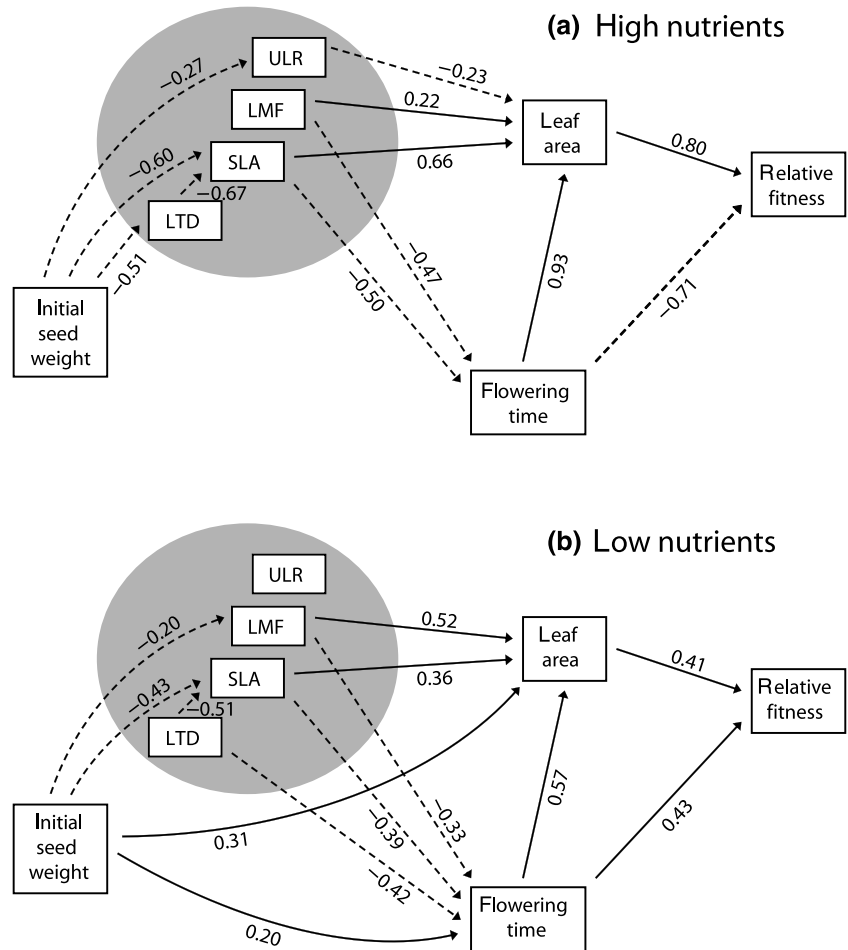 (a) High nutrients
ULR
−0.27
−0.23
LMF
0.22
Leaf
area
−0.60
SLA
0.66
0.80
Relative
fitness
−0.67
LTD
−0.51
−0.47
−0.50
0.93
−0.71
Initial
seed
weight
Flowering
time
(b) Low nutrients
ULR
−0.20
LMF
0.52
Leaf
area
−0.43
SLA
0.36
0.41
Relative
fitness
−0.51
LTD
0.57
0.43
Initial
seed
weight
0.31
−0.33
−0.39
−0.42
0.20
Flowering
time